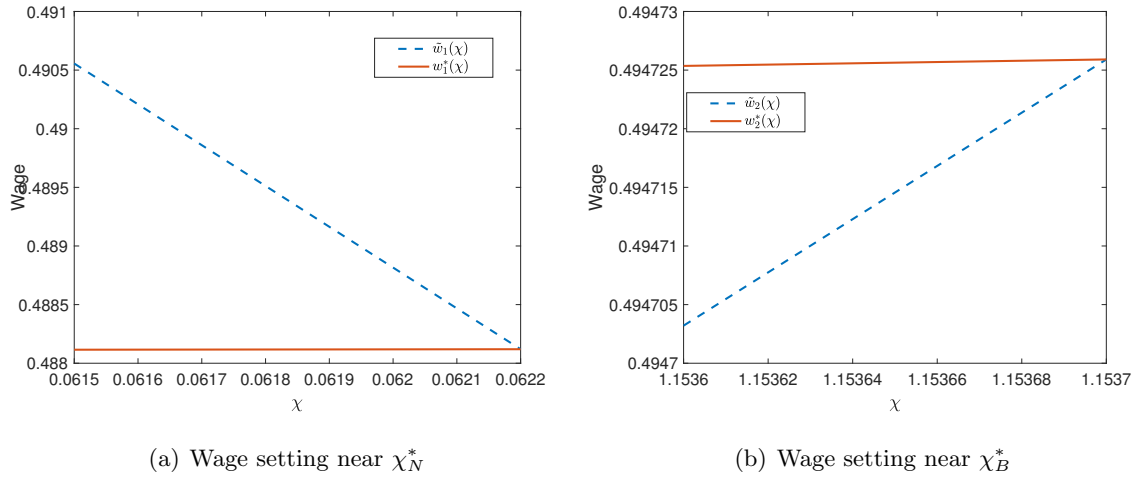 0.491
0.4905
0.49
0.4895
0.489
0.4885
0.488
Wage
0.0615 0.0616 0.0617 0.0618 0.0619 0.062 0.0621 0.0622
χ
w̃₁(χ)
w₁*(χ)
(a) Wage setting near χ*_N
0.49473
0.494725
0.49472
0.494715
0.49471
0.494705
0.4947
Wage
1.1536 1.15362 1.15364 1.15366 1.15368 1.1537
χ
w̃₂(χ)
w₂*(χ)
(b) Wage setting near χ*_B